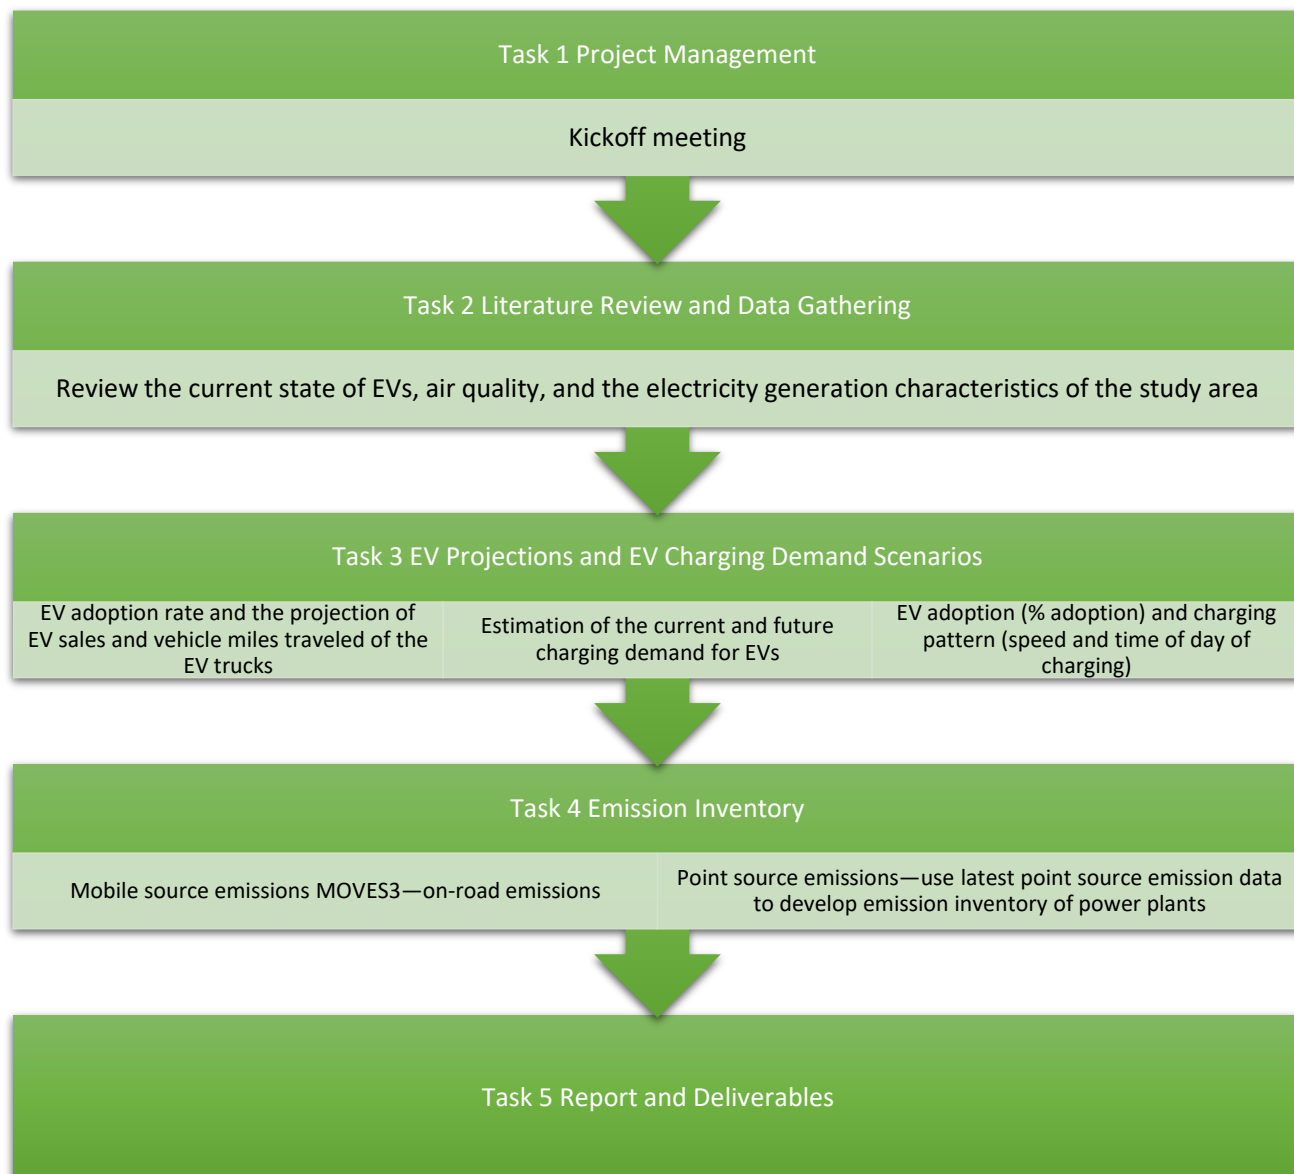 Task 1 Project Management
Kickoff meeting
Task 2 Literature Review and Data Gathering
Review the current state of EVs, air quality, and the electricity generation characteristics of the study area
Task 3 EV Projections and EV Charging Demand Scenarios
EV adoption rate and the projection of
EV sales and vehicle miles traveled of the
EV trucks
Estimation of the current and future
charging demand for EVs
EV adoption (% adoption) and charging
pattern (speed and time of day of
charging)
Task 4 Emission Inventory
Mobile source emissions MOVES3—on-road emissions
Point source emissions—use latest point source emission data
to develop emission inventory of power plants
Task 5 Report and Deliverables